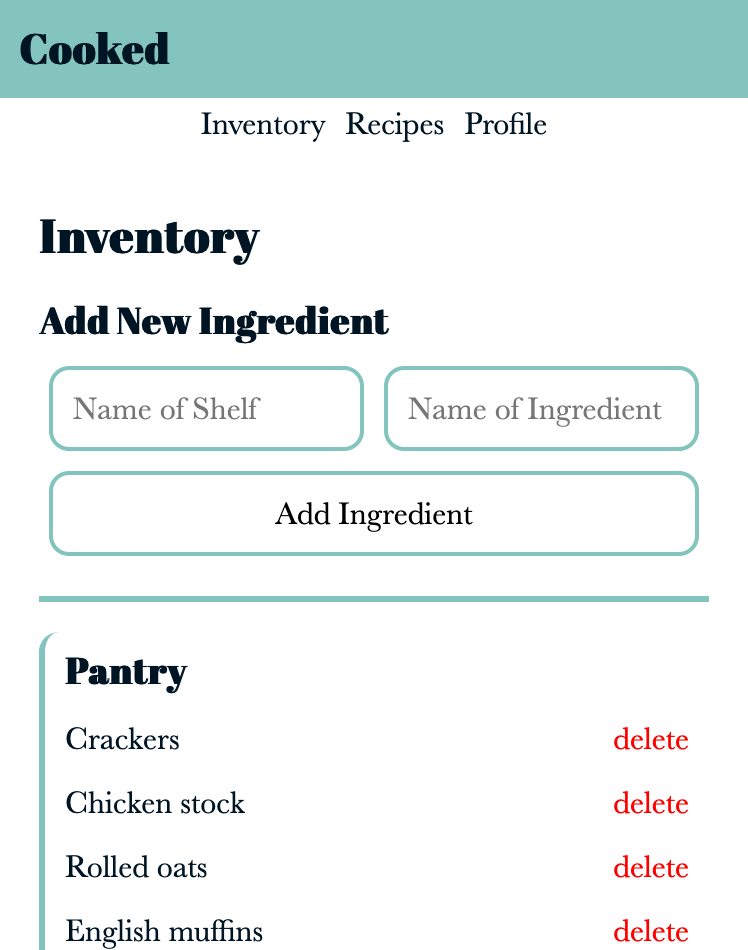 Cooked
Inventory Recipes Profile
Inventory
Add New Ingredient
Name of Shelf Name of Ingredient
Add Ingredient
Pantry
Crackers delete
Chicken stock delete
Rolled oats delete
English muffins delete